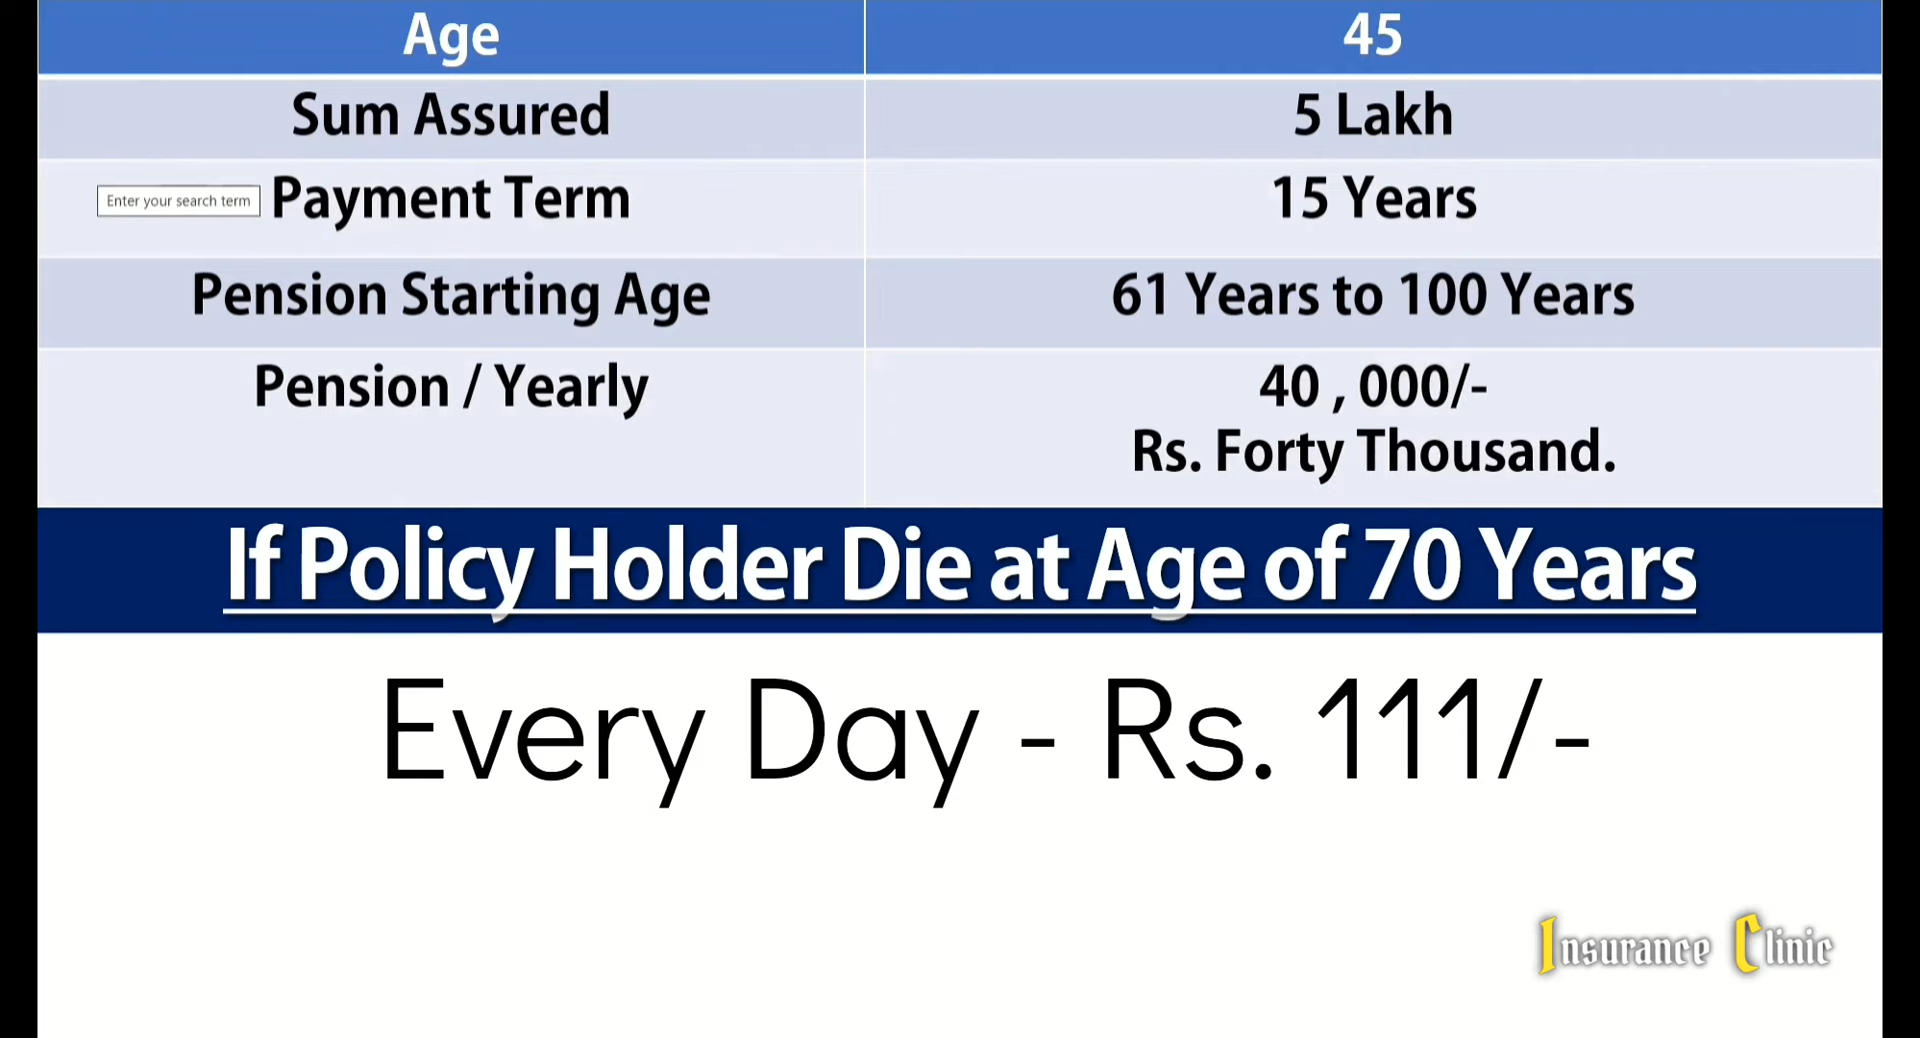 Age 45
Sum Assured 5 Lakh
Enter your search term Payment Term 15 Years
Pension Starting Age 61 Years to 100 Years
Pension / Yearly 40 , 000/-
Rs. Forty Thousand.
If Policy Holder Die at Age of 70 Years
Every Day - Rs. 111/-
Insurance Clinic